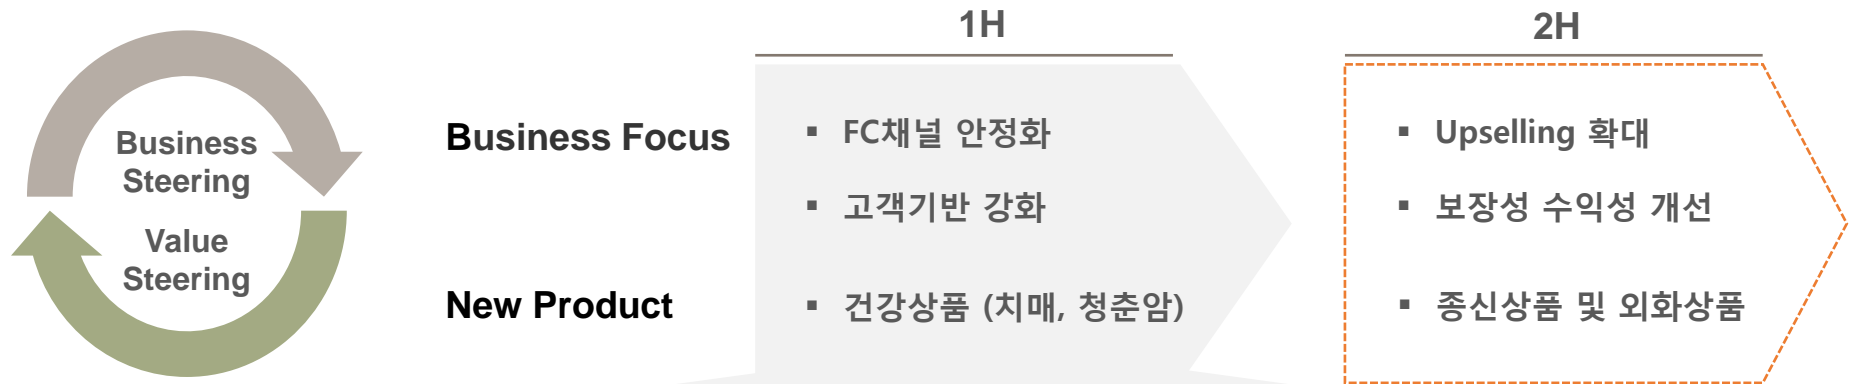 1H
2H
Business
Steering
Value
Steering
Business Focus
▪ FC채널 안정화
▪ Upselling 확대
▪ 고객기반 강화
▪ 보장성 수익성 개선
New Product
▪ 건강상품 (치매, 청춘암)
▪ 종신상품 및 외화상품